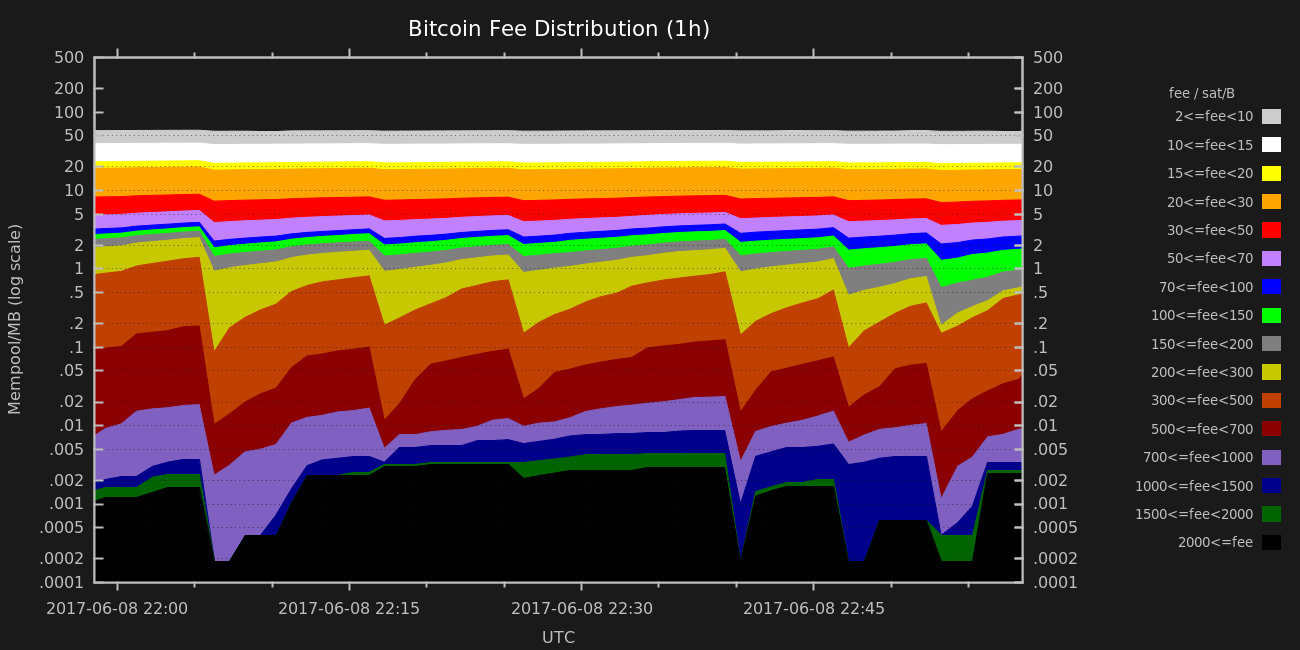 Bitcoin Fee Distribution (1h)
500 500
200 200
100 100
50 50
20 20
10 10
5 5
2 2
1 1
.5 .5
.2 .2
.1 .1
.05 .05
.02 .02
.01 .01
.005 .005
.002 .002
.001 .001
.0005 .0005
.0002 .0002
.0001 .0001
Mempool/MB (log scale)
2017-06-08 22:00 2017-06-08 22:15 2017-06-08 22:30 2017-06-08 22:45
UTC
fee / sat/B
2<=fee<10
10<=fee<15
15<=fee<20
20<=fee<30
30<=fee<50
50<=fee<70
70<=fee<100
100<=fee<150
150<=fee<200
200<=fee<300
300<=fee<500
500<=fee<700
700<=fee<1000
1000<=fee<1500
1500<=fee<2000
2000<=fee